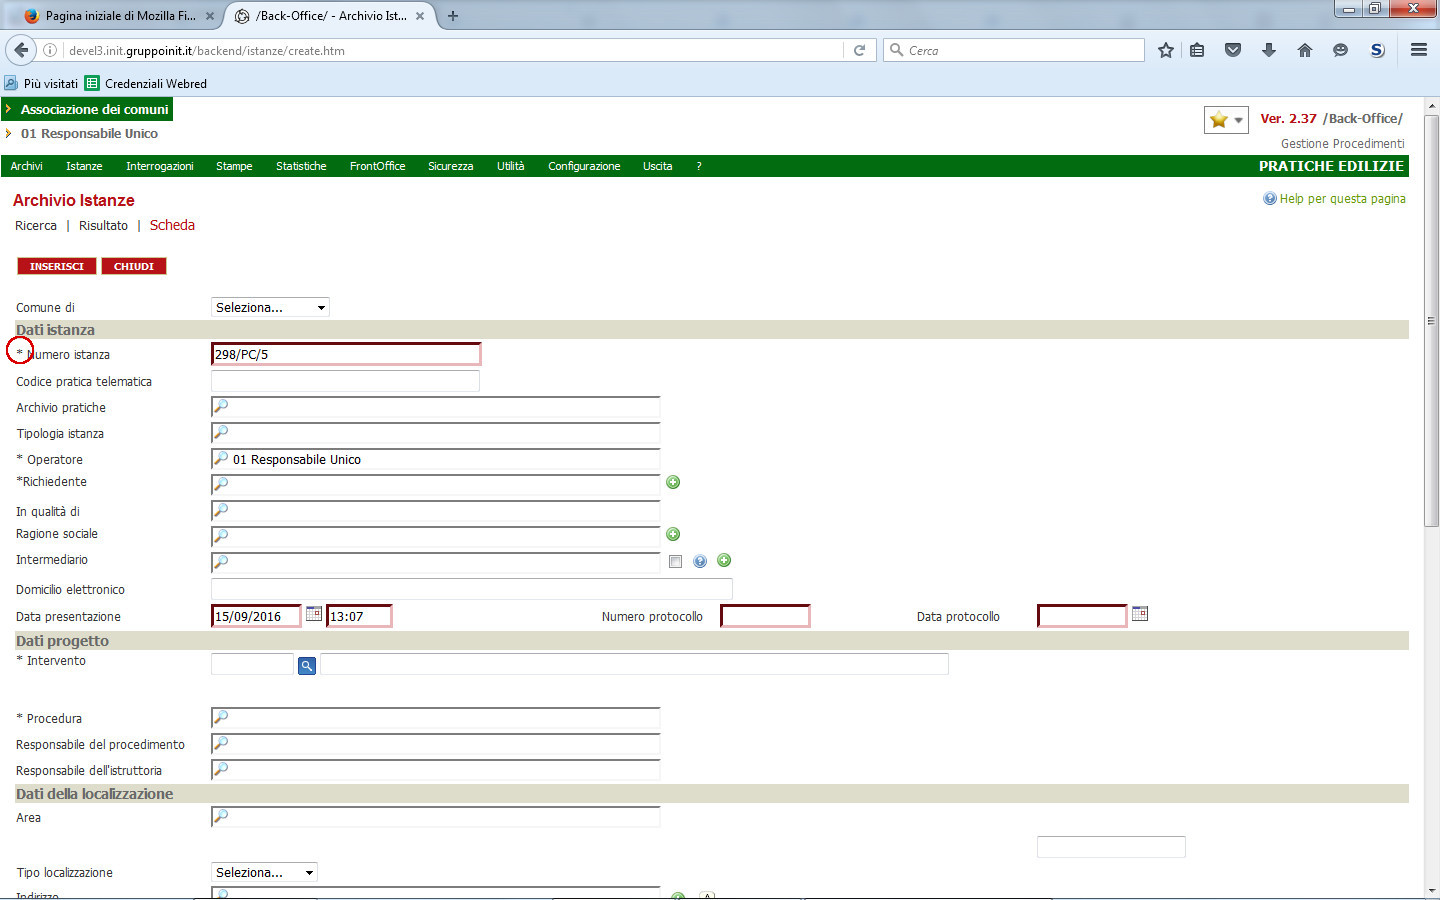 Pagina iniziale di Mozilla Fi... × /Back-Office/ - Archivio Ist... × +
devel3.init.gruppoinit.it/backend/istanze/create.htm Cerca S
Più visitati Credenziali Webred
Associazione dei comuni
01 Responsabile Unico
Ver. 2.37 /Back-Office/
Gestione Procedimenti
Archivi Istanze Interrogazioni Stampe Statistiche FrontOffice Sicurezza Utilità Configurazione Uscita ? PRATICHE EDILIZIE
Archivio Istanze
Help per questa pagina
Ricerca | Risultato | Scheda
INSERISCI CHIUDI
Comune di Seleziona...
Dati istanza
* Numero istanza 298/PC/5
Codice pratica telematica
Archivio pratiche
Tipologia istanza
* Operatore 01 Responsabile Unico
*Richiedente
In qualità di
Ragione sociale
Intermediario
Domicilio elettronico
Data presentazione 15/09/2016 13:07 Numero protocollo Data protocollo
Dati progetto
* Intervento
* Procedura
Responsabile del procedimento
Responsabile dell'istruttoria
Dati della localizzazione
Area
Tipo localizzazione Seleziona...
Indirizzo